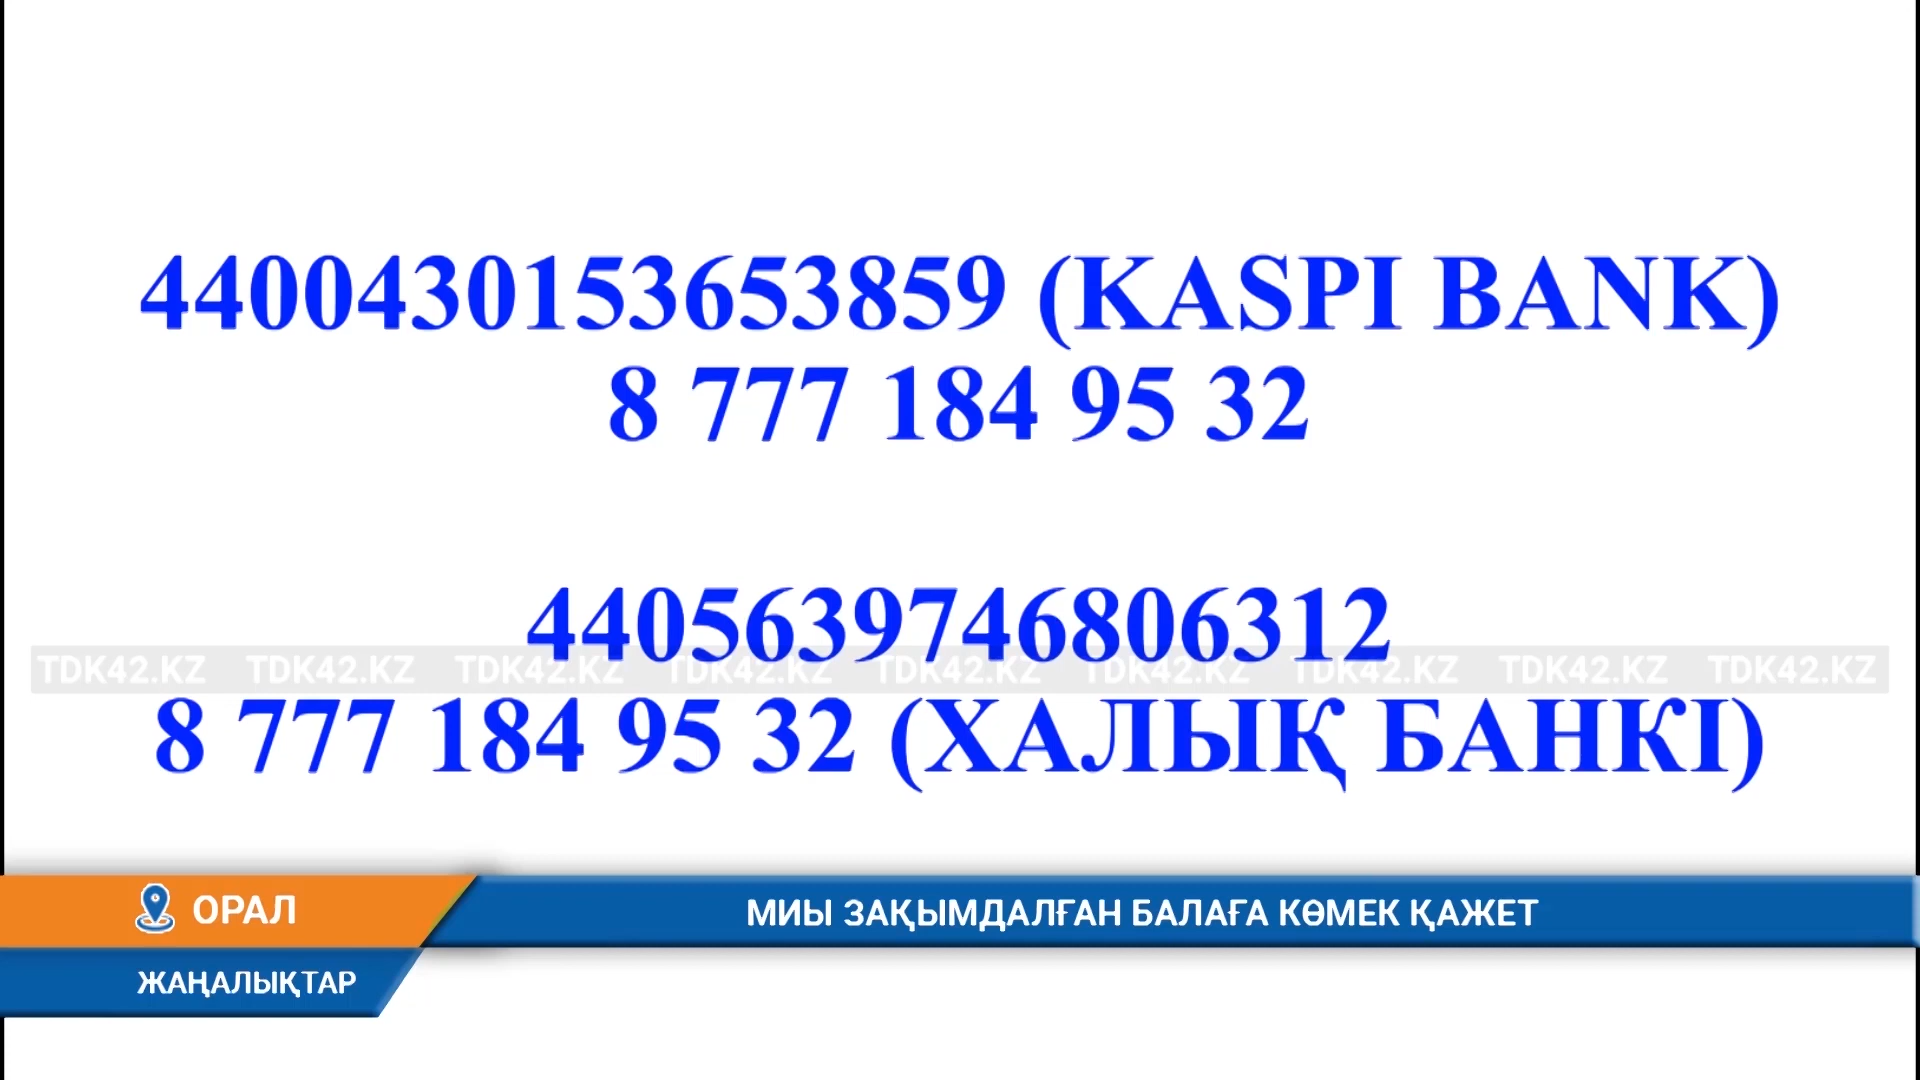 4400430153653859 (KASPI BANK)
8 777 184 95 32
4405639746806312
TDK42.KZ TDK42.KZ TDK42.KZ TDK42.KZ TDK42.KZ TDK42.KZ TDK42.KZ TDK42.KZ TDK42.KZ
8 777 184 95 32 (ХАЛЫҚ БАНКІ)
ОРАЛ
МИЫ ЗАҚЫМДАЛҒАН БАЛАҒА КӨМЕК ҚАЖЕТ
ЖАҢАЛЫҚТАР